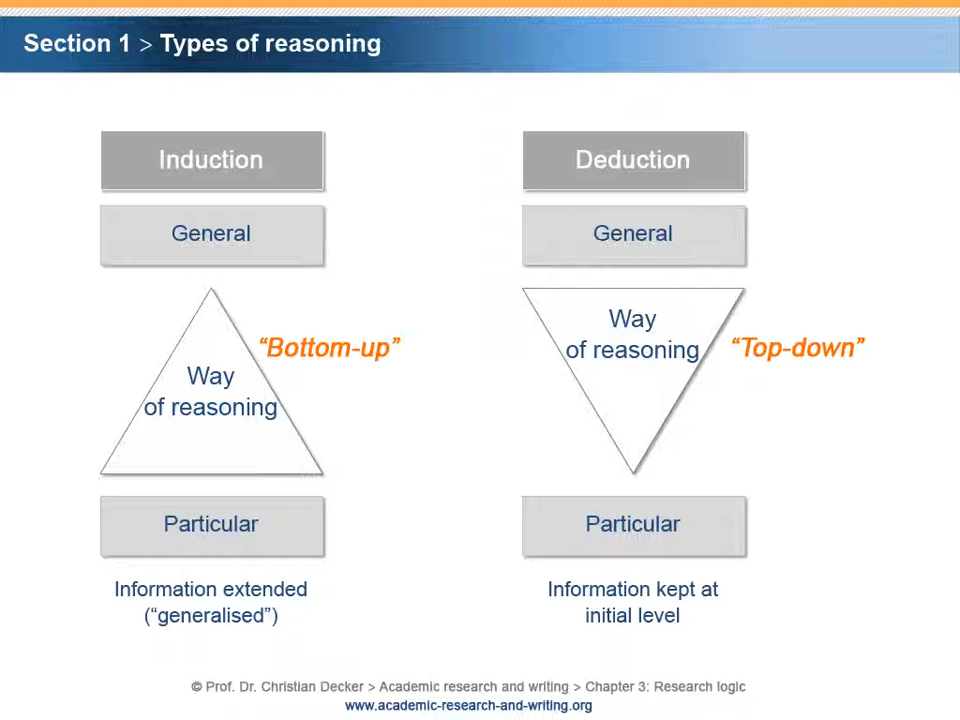 Section 1 > Types of reasoning
Induction
General
Way
of reasoning
“Bottom-up”
Particular
Information extended
(“generalised”)
Deduction
General
Way
of reasoning
“Top-down”
Particular
Information kept at
initial level
© Prof. Dr. Christian Decker > Academic research and writing > Chapter 3: Research logic
www.academic-research-and-writing.org